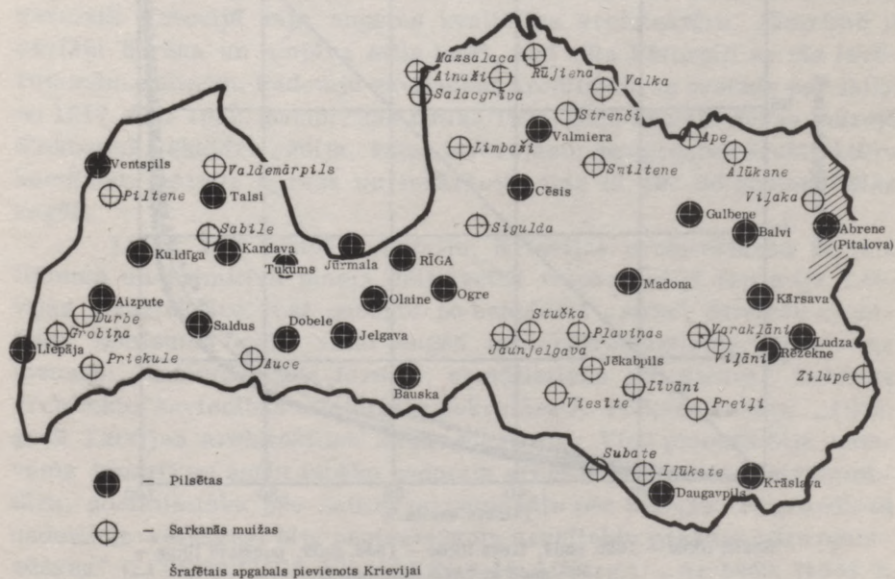 Mazsalaca
Ainaži
Rūjiena
Valka
Salacgrīva
Strenči
Valmiera
Ape
Limbaži
Smiltene
Alūksne
Ventspils
Valdemārpils
Piltene
Talsi
Cēsis
Viļaka
Gulbene
Sigulda
Balvi
Abrene
(Pitalova)
Sabile
Kuldīga
Kandava
Tukums
Jūrmala
RĪGA
Madona
Aizpute
Olaine
Ogre
Kārsava
Durbe
Grobiņa
Saldus
Dobele
Jelgava
Stučka
Pļaviņas
Varakļāni
Ludza
Liepāja
Jaunjelgava
Viļāni
Rēzekne
Priekule
Auce
Jēkabpils
Zilupe
Bauska
Līvāni
Viesīte
Preiļi
Subate
Ilūkste
Krāslava
Daugavpils
– Pilsētas
– Sarkanās muižas
Šrafētais apgabals pievienots Krievijai